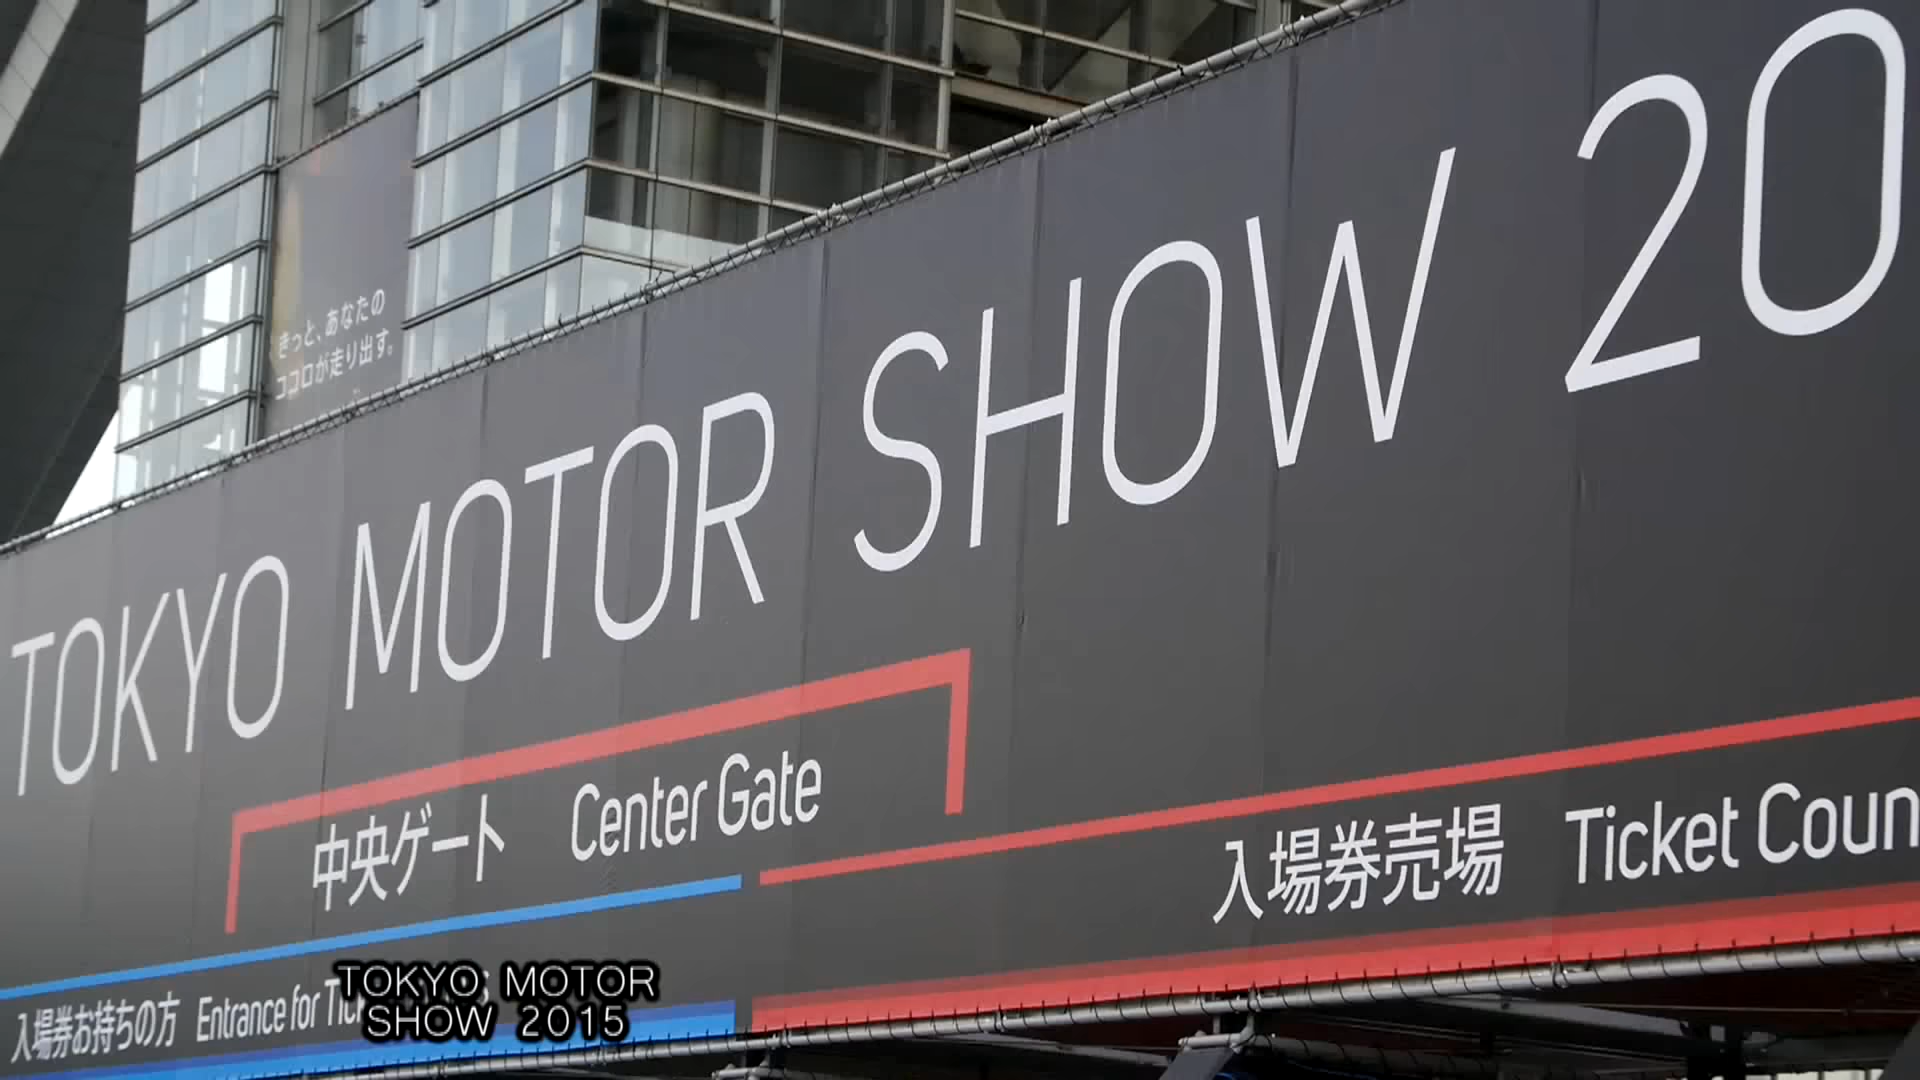 きっと、あなたの
ココロが走り出す。
TOKYO MOTOR SHOW 20
中央ゲート Center Gate
入場券売場 Ticket Coun
入場券お持ちの方 Entrance for Tick
TOKYO MOTOR
SHOW 2015